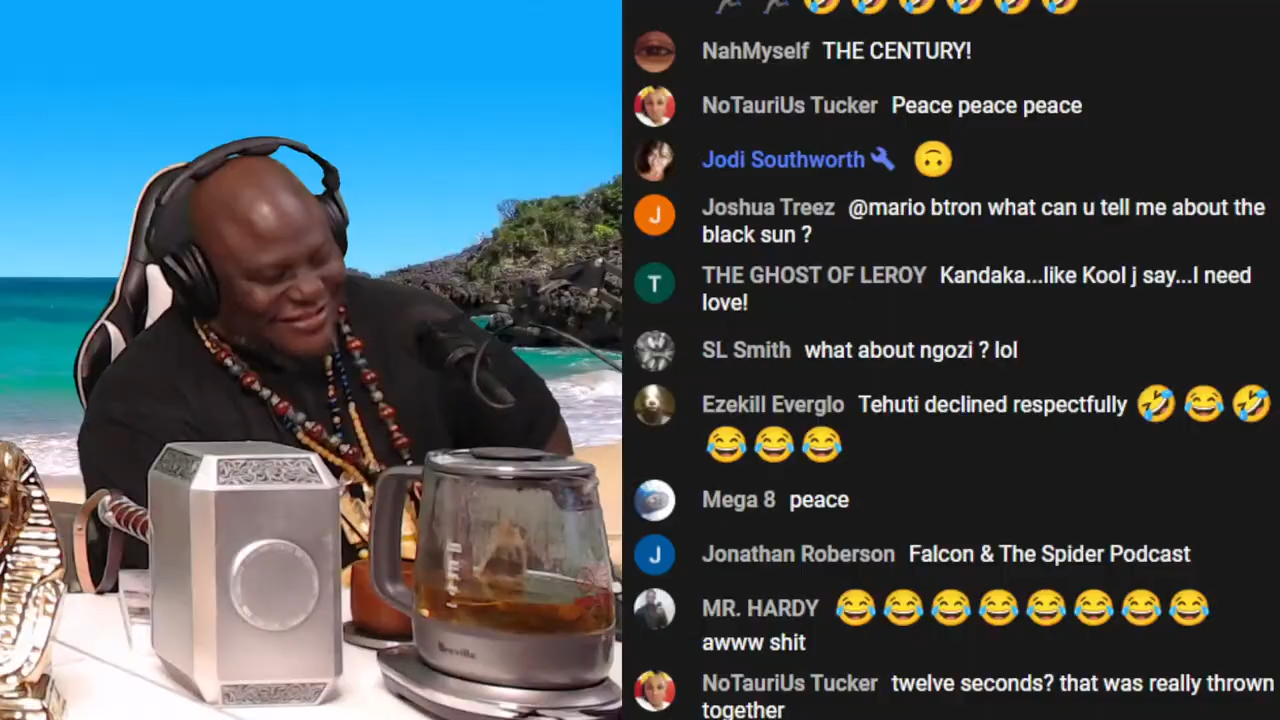 NahMyself THE CENTURY!
NoTauriUs Tucker Peace peace peace
Jodi Southworth 🔧 🙃
J
Joshua Treez @mario btron what can u tell me about the
black sun ?
T
THE GHOST OF LEROY Kandaka...like Kool j say...I need
love!
SL Smith what about ngozi ? lol
Ezekill Everglo Tehuti declined respectfully 🤣 😂 🤣
😂 😂 😂
Mega 8 peace
J
Jonathan Roberson Falcon & The Spider Podcast
MR. HARDY 😂 😂 😂 😂 😂 😂 😂 😂
awww shit
NoTauriUs Tucker twelve seconds? that was really thrown
together
Breville